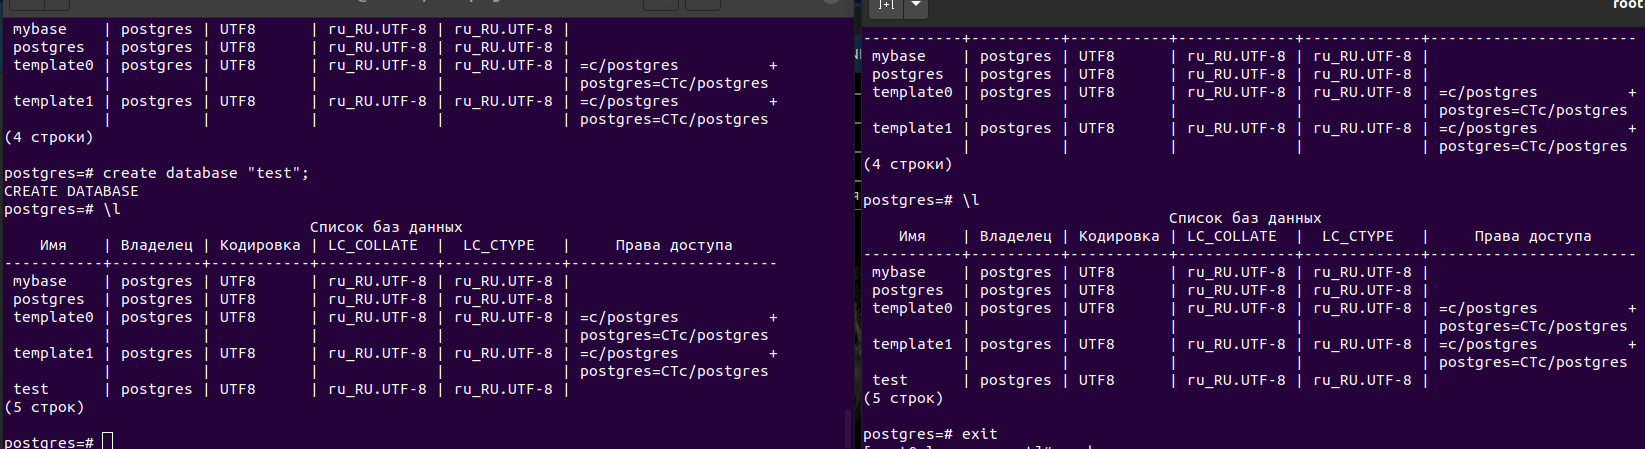 mybase    | postgres | UTF8      | ru_RU.UTF-8 | ru_RU.UTF-8 |
 postgres  | postgres | UTF8      | ru_RU.UTF-8 | ru_RU.UTF-8 |
 template0 | postgres | UTF8      | ru_RU.UTF-8 | ru_RU.UTF-8 | =c/postgres          +
           |          |           |             |             | postgres=CTc/postgres
 template1 | postgres | UTF8      | ru_RU.UTF-8 | ru_RU.UTF-8 | =c/postgres          +
           |          |           |             |             | postgres=CTc/postgres
(4 строки)
postgres=# create database "test";
CREATE DATABASE
postgres=# \l
                                  Список баз данных
    Имя    | Владелец | Кодировка | LC_COLLATE  |  LC_CTYPE   |     Права доступа
-----------+----------+-----------+-------------+-------------+-----------------------
 mybase    | postgres | UTF8      | ru_RU.UTF-8 | ru_RU.UTF-8 |
 postgres  | postgres | UTF8      | ru_RU.UTF-8 | ru_RU.UTF-8 |
 template0 | postgres | UTF8      | ru_RU.UTF-8 | ru_RU.UTF-8 | =c/postgres          +
           |          |           |             |             | postgres=CTc/postgres
 template1 | postgres | UTF8      | ru_RU.UTF-8 | ru_RU.UTF-8 | =c/postgres          +
           |          |           |             |             | postgres=CTc/postgres
 test      | postgres | UTF8      | ru_RU.UTF-8 | ru_RU.UTF-8 |
(5 строк)
postgres=#
root
-----------+----------+-----------+-------------+-------------+-----------------------
 mybase    | postgres | UTF8      | ru_RU.UTF-8 | ru_RU.UTF-8 |
 postgres  | postgres | UTF8      | ru_RU.UTF-8 | ru_RU.UTF-8 |
 template0 | postgres | UTF8      | ru_RU.UTF-8 | ru_RU.UTF-8 | =c/postgres          +
           |          |           |             |             | postgres=CTc/postgres
 template1 | postgres | UTF8      | ru_RU.UTF-8 | ru_RU.UTF-8 | =c/postgres          +
           |          |           |             |             | postgres=CTc/postgres
(4 строки)
postgres=# \l
                                  Список баз данных
    Имя    | Владелец | Кодировка | LC_COLLATE  |  LC_CTYPE   |     Права доступа
-----------+----------+-----------+-------------+-------------+-----------------------
 mybase    | postgres | UTF8      | ru_RU.UTF-8 | ru_RU.UTF-8 |
 postgres  | postgres | UTF8      | ru_RU.UTF-8 | ru_RU.UTF-8 |
 template0 | postgres | UTF8      | ru_RU.UTF-8 | ru_RU.UTF-8 | =c/postgres          +
           |          |           |             |             | postgres=CTc/postgres
 template1 | postgres | UTF8      | ru_RU.UTF-8 | ru_RU.UTF-8 | =c/postgres          +
           |          |           |             |             | postgres=CTc/postgres
 test      | postgres | UTF8      | ru_RU.UTF-8 | ru_RU.UTF-8 |
(5 строк)
postgres=# exit